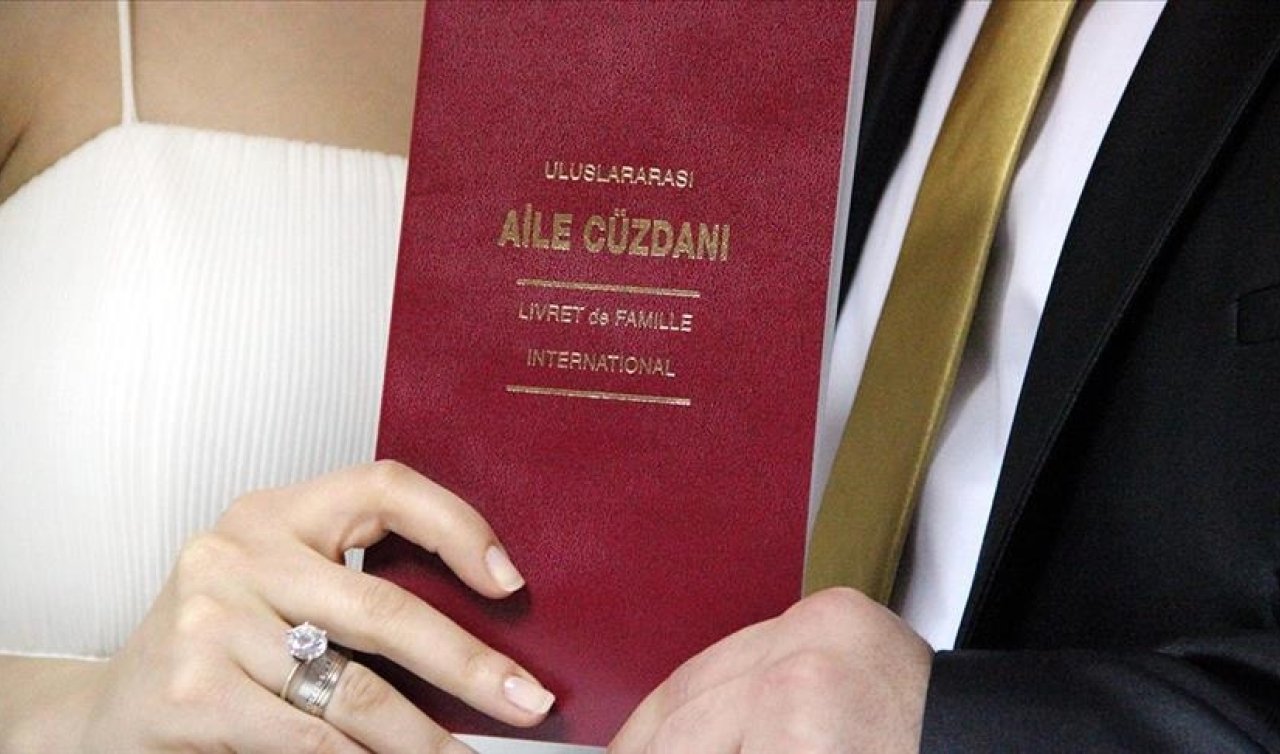 ULUSLARARASI
AİLE CÜZDANI
LIVRET de FAMILLE
INTERNATIONAL